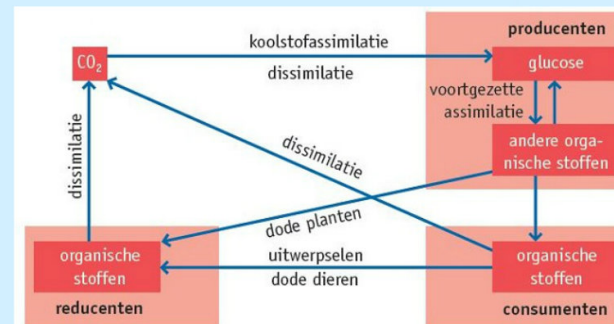 producenten
koolstofassimilatie
CO₂
glucose
dissimilatie
voortgezette
assimilatie
andere orga-
nische stoffen
dissimilatie
dissimilatie
dode planten
organische
stoffen
uitwerpselen
dode dieren
organische
stoffen
reducenten
consumenten